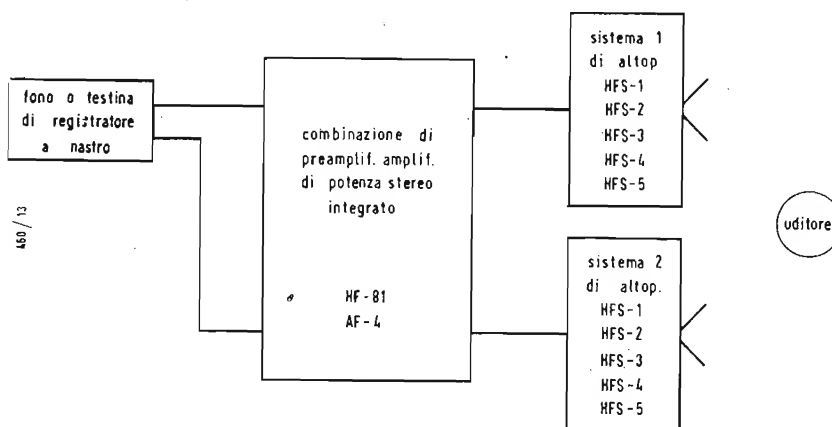 fono o testina
di registratore
a nastro
460/13
combinazione di
preamplif. amplif.
di potenza stereo
integrato
HF-81
AF-4
sistema 1
di altop
HFS-1
HFS-2
HFS-3
HFS-4
HFS-5
sistema 2
di altop.
HFS-1
HFS-2
HFS-3
HFS-4
HFS-5
uditore